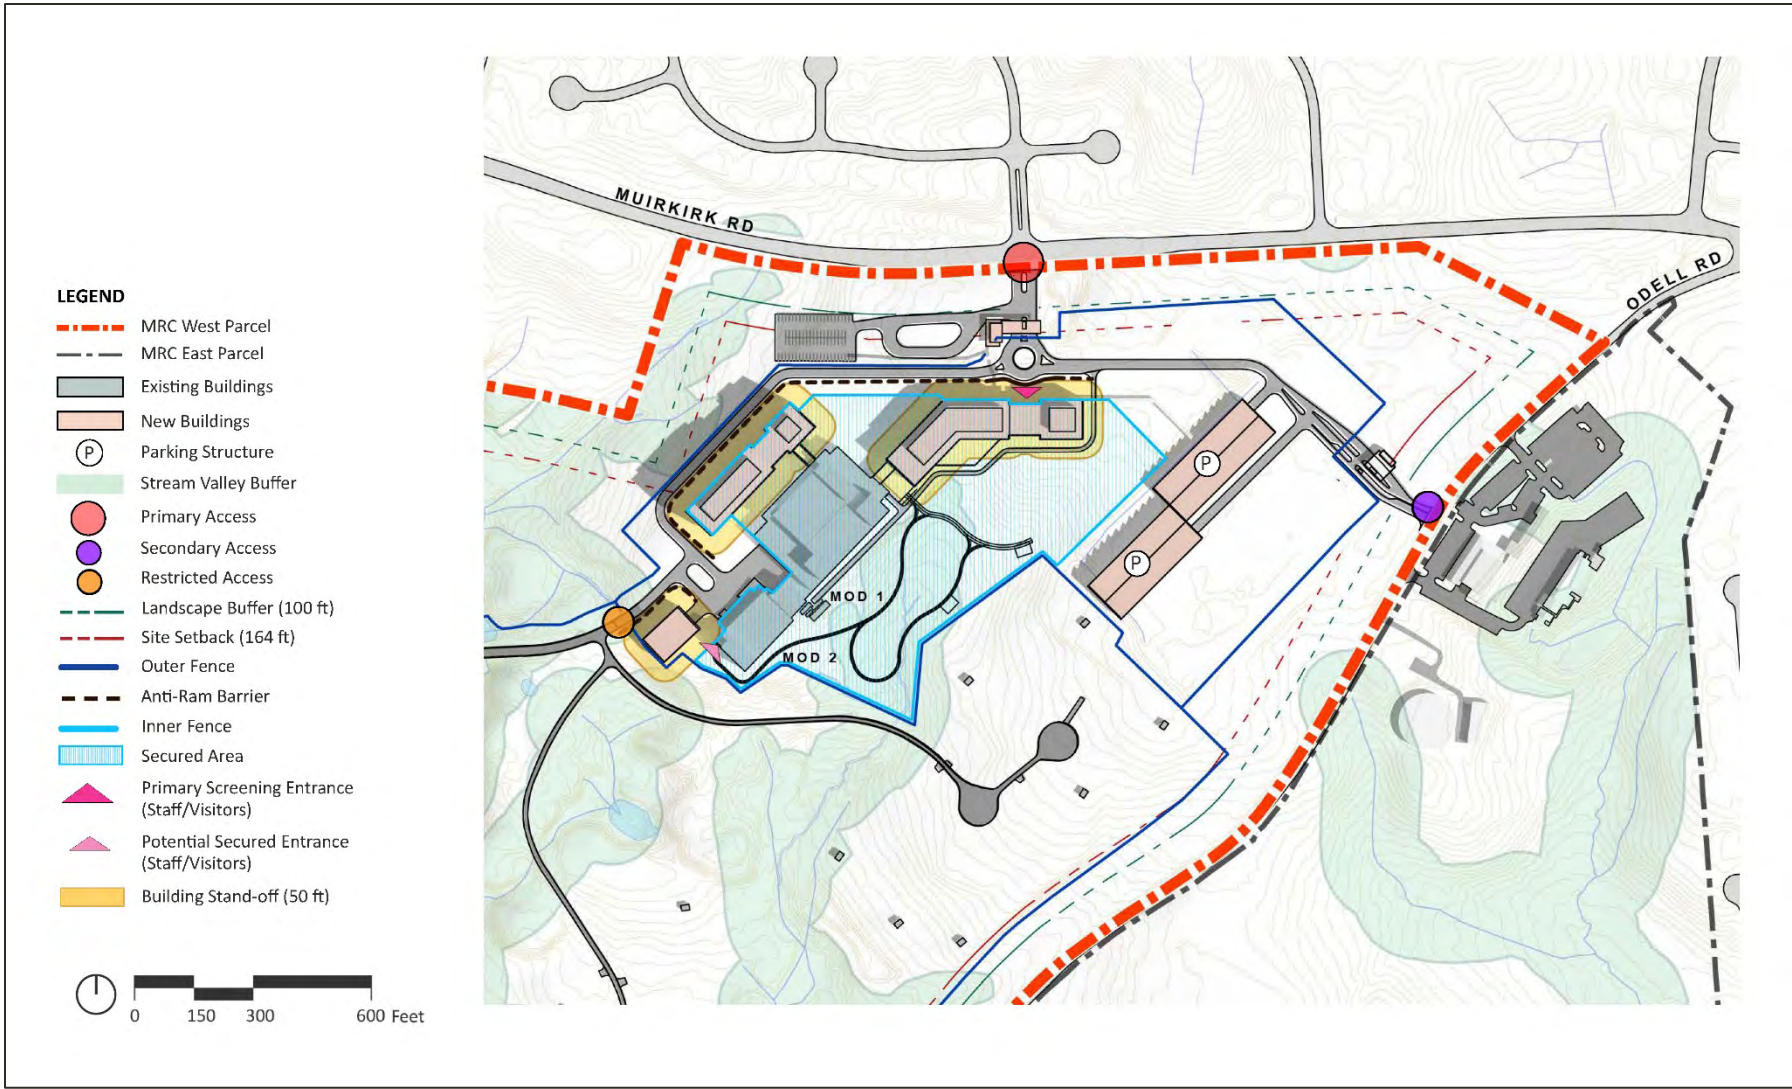 MUIRKIRK RD
ODELL RD
LEGEND
MRC West Parcel
MRC East Parcel
Existing Buildings
New Buildings
P
Parking Structure
Stream Valley Buffer
Primary Access
Secondary Access
Restricted Access
Landscape Buffer (100 ft)
Site Setback (164 ft)
Outer Fence
Anti-Ram Barrier
Inner Fence
Secured Area
Primary Screening Entrance
(Staff/Visitors)
Potential Secured Entrance
(Staff/Visitors)
Building Stand-off (50 ft)
0 150 300 600 Feet
P
P
MOD 1
MOD 2